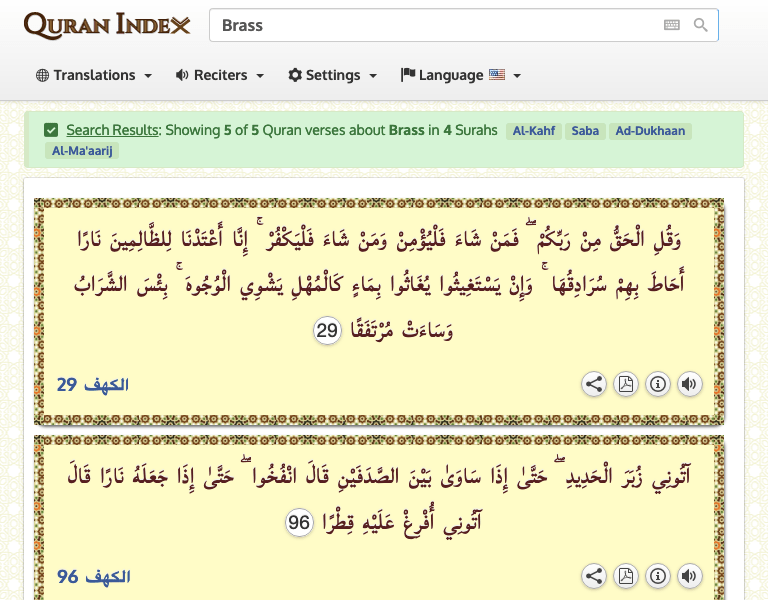 QURAN INDEX
Brass
Translations Reciters Settings Language
Search Results: Showing 5 of 5 Quran verses about Brass in 4 Surahs Al-Kahf Saba Ad-Dukhaan
Al-Ma'aarij
وَقُلِ الْحَقُّ مِنْ رَبِّكُمْ ۖ فَمَنْ شَاءَ فَلْيُؤْمِنْ وَمَنْ شَاءَ فَلْيَكْفُرْ ۚ إِنَّا أَعْتَدْنَا لِلظَّالِمِينَ نَارًا
أَحَاطَ بِهِمْ سُرَادِقُهَا ۚ وَإِنْ يَسْتَغِيثُوا يُغَاثُوا بِمَاءٍ كَالْمُهْلِ يَشْوِي الْوُجُوهَ ۚ بِئْسَ الشَّرَابُ
وَسَاءَتْ مُرْتَفَقًا 29
الكهف 29
آتُونِي زُبَرَ الْحَدِيدِ ۖ حَتَّىٰ إِذَا سَاوَىٰ بَيْنَ الصَّدَفَيْنِ قَالَ انْفُخُوا ۖ حَتَّىٰ إِذَا جَعَلَهُ نَارًا قَالَ
آتُونِي أُفْرِغْ عَلَيْهِ قِطْرًا 96
الكهف 96